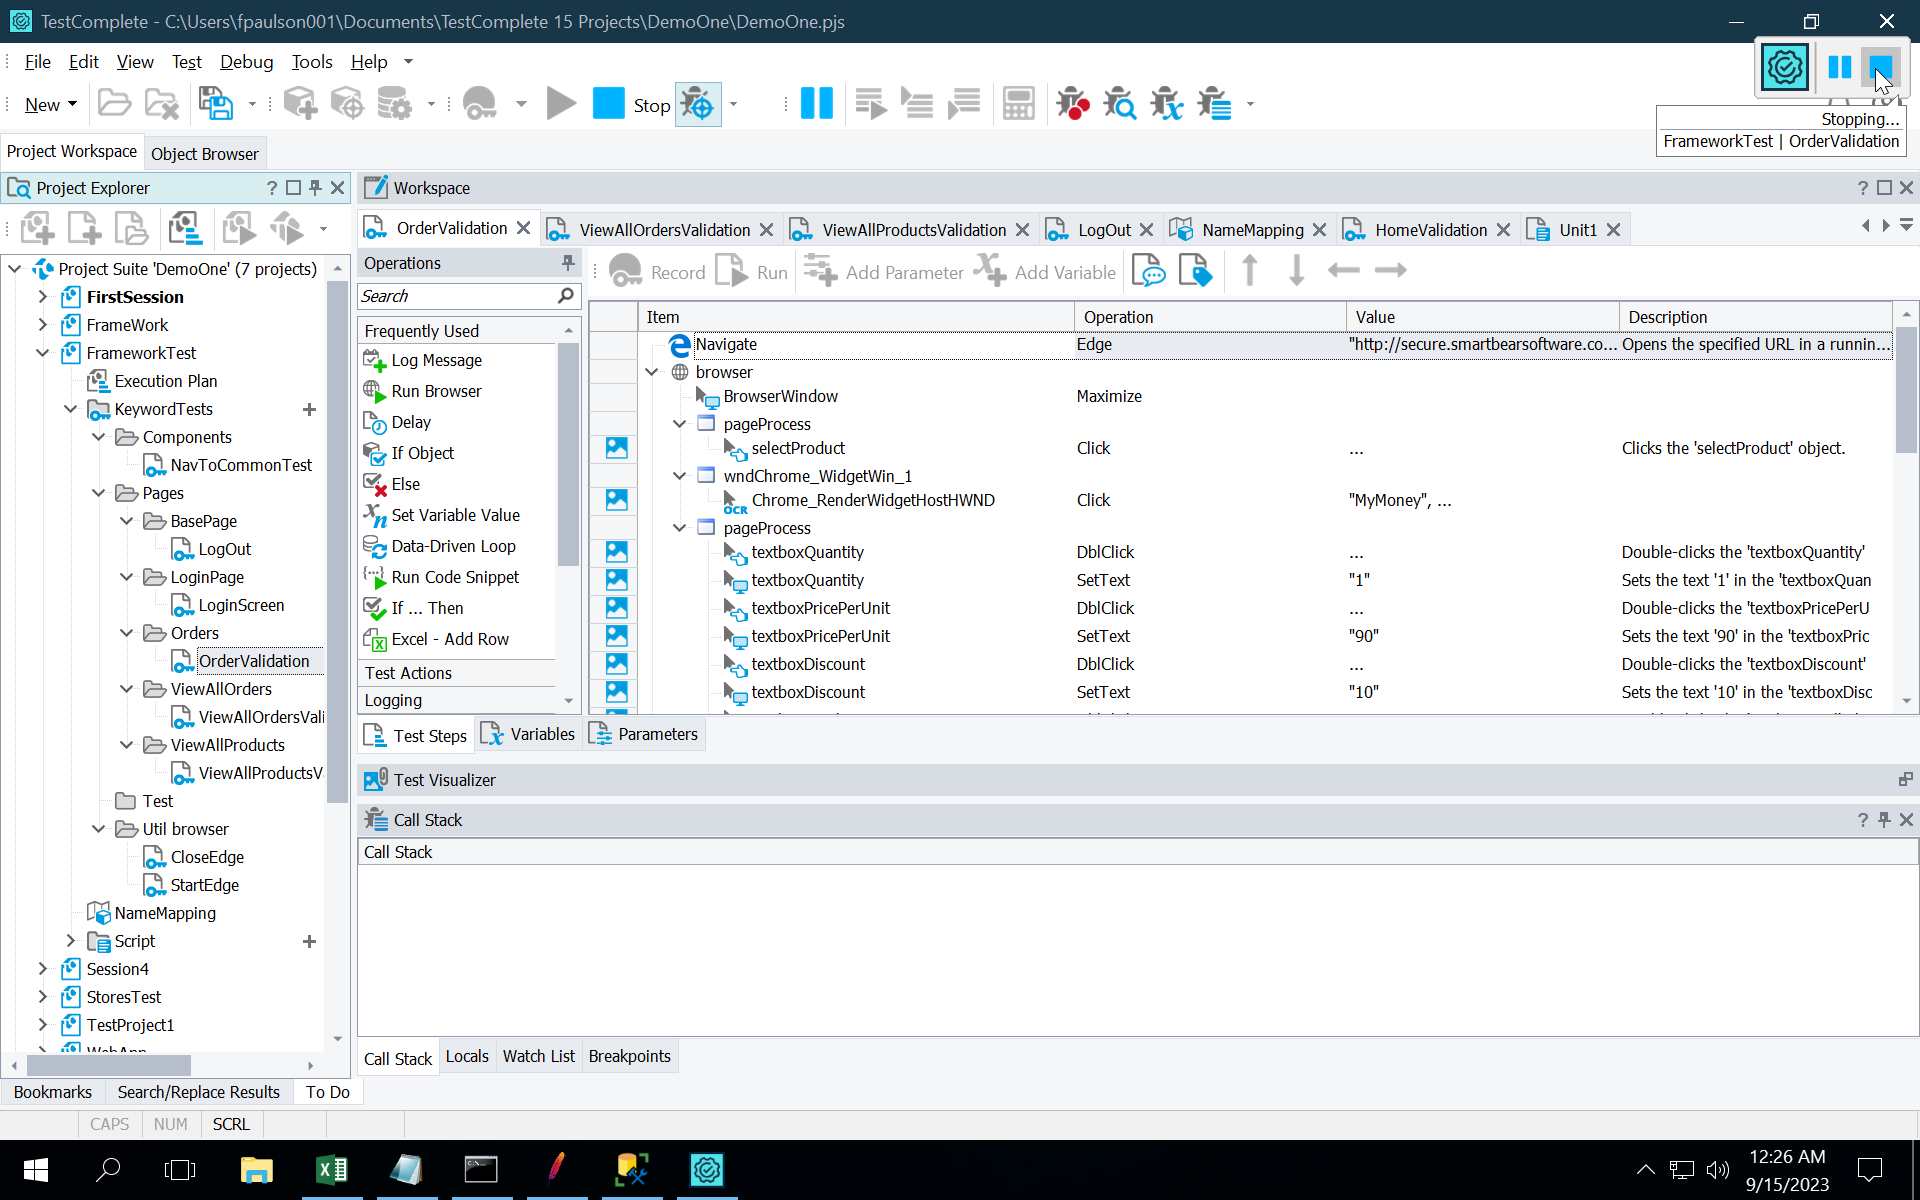 TestComplete - C:\Users\fpaulson001\Documents\TestComplete 15 Projects\DemoOne\DemoOne.pjs
File Edit View Test Debug Tools Help
New Stop
Stopping...
FrameworkTest | OrderValidation
Project Workspace Object Browser
Project Explorer
Workspace
OrderValidation ViewAllOrdersValidation ViewAllProductsValidation LogOut NameMapping HomeValidation Unit1
Operations
Record Run Add Parameter Add Variable
Search
Project Suite 'DemoOne' (7 projects)
FirstSession
FrameWork
FrameworkTest
Execution Plan
KeywordTests
Components
NavToCommonTest
Pages
BasePage
LogOut
LoginPage
LoginScreen
Orders
OrderValidation
ViewAllOrders
ViewAllOrdersVali
ViewAllProducts
ViewAllProductsV
Test
Util browser
CloseEdge
StartEdge
NameMapping
Script
Session4
StoresTest
TestProject1
WebApp
Frequently Used
Log Message
Run Browser
Delay
If Object
Else
Set Variable Value
Data-Driven Loop
Run Code Snippet
If ... Then
Excel - Add Row
Test Actions
Logging
Item Operation Value Description
Navigate Edge "http://secure.smartbearsoftware.co... Opens the specified URL in a runnin...
browser
BrowserWindow Maximize
pageProcess
selectProduct Click ... Clicks the 'selectProduct' object.
wndChrome_WidgetWin_1
OCR Chrome_RenderWidgetHostHWND Click "MyMoney", ...
pageProcess
textboxQuantity DblClick ... Double-clicks the 'textboxQuantity'
textboxQuantity SetText "1" Sets the text '1' in the 'textboxQuan
textboxPricePerUnit DblClick ... Double-clicks the 'textboxPricePerU
textboxPricePerUnit SetText "90" Sets the text '90' in the 'textboxPric
textboxDiscount DblClick ... Double-clicks the 'textboxDiscount'
textboxDiscount SetText "10" Sets the text '10' in the 'textboxDisc
Test Steps Variables Parameters
Test Visualizer
Call Stack
Call Stack
Call Stack Locals Watch List Breakpoints
Bookmarks Search/Replace Results To Do
CAPS NUM SCRL
12:26 AM
9/15/2023